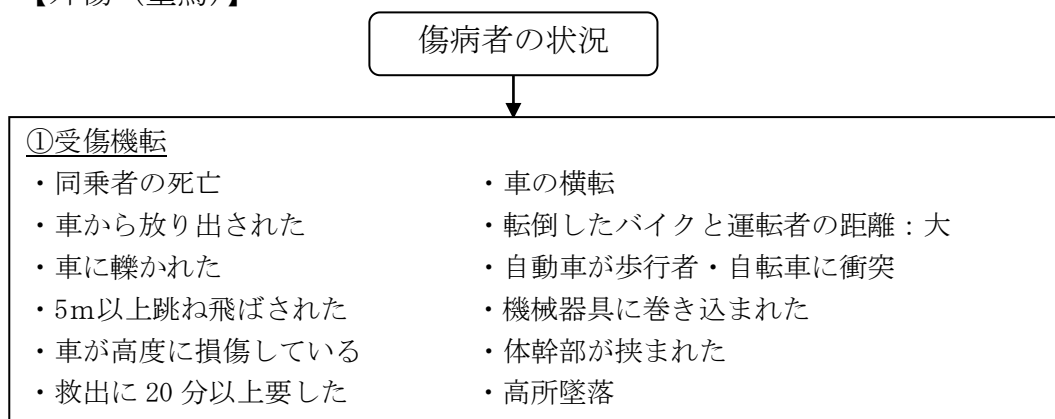 傷病者の状況
①受傷機転
・同乗者の死亡
・車の横転
・車から放り出された
・転倒したバイクと運転者の距離：大
・車に轢かれた
・自動車が歩行者・自転車に衝突
・5ｍ以上跳ね飛ばされた
・機械器具に巻き込まれた
・車が高度に損傷している
・体幹部が挟まれた
・救出に 20 分以上要した
・高所墜落